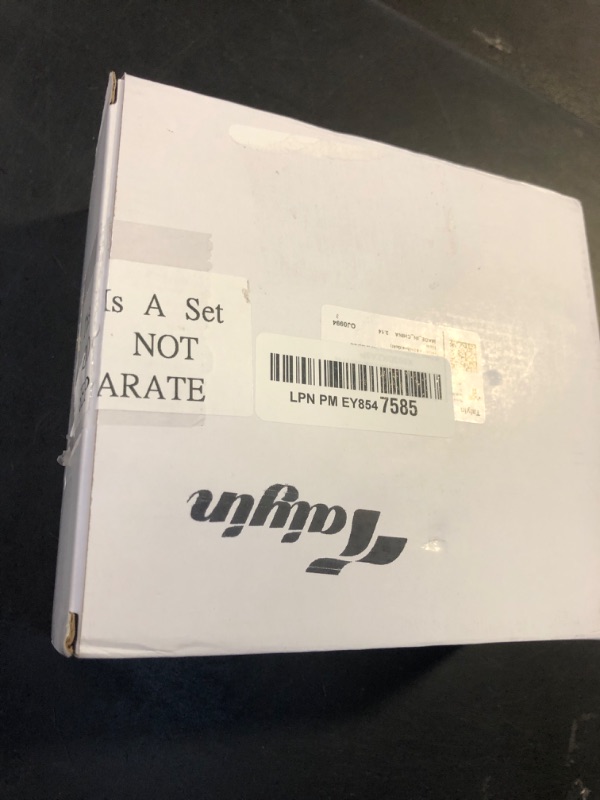 Is A Set
NOT
ARATE
LPN PM EY854 7585
Taiyin